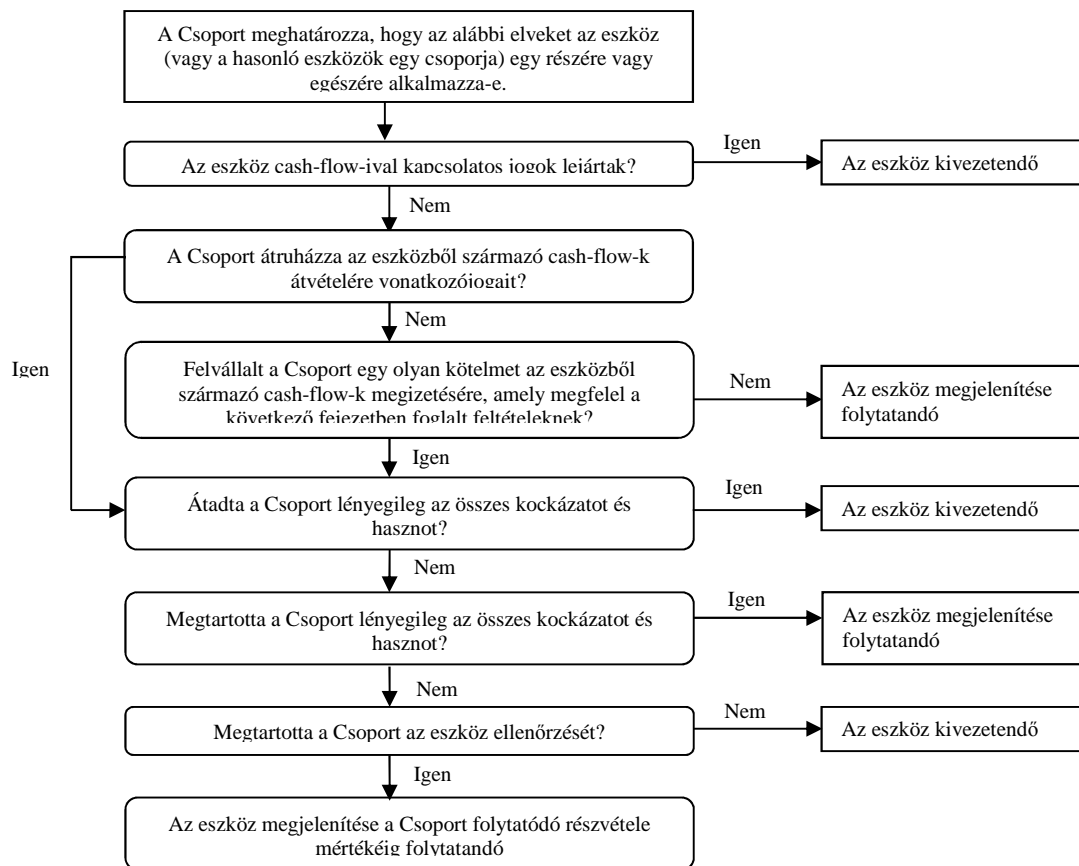 A Csoport meghatározza, hogy az alábbi elveket az eszköz
(vagy a hasonló eszközök egy csoporja) egy részére vagy
egészére alkalmazza-e.
Igen
Az eszköz cash-flow-ival kapcsolatos jogok lejártak?
Az eszköz kivezetendő
Nem
A Csoport átruházza az eszközből származó cash-flow-k
átvételére vonatkozójogait?
Nem
Igen
Felvállalt a Csoport egy olyan kötelmet az eszközből
származó cash-flow-k megizetésére, amely megfelel a
következő fejezetben foglalt feltételeknek?
Nem
Az eszköz megjelenítése
folytatandó
Igen
Átadta a Csoport lényegileg az összes kockázatot és
hasznot?
Igen
Az eszköz kivezetendő
Nem
Megtartotta a Csoport lényegileg az összes kockázatot és
hasznot?
Igen
Az eszköz megjelenítése
folytatandó
Nem
Megtartotta a Csoport az eszköz ellenőrzését?
Nem
Az eszköz kivezetendő
Igen
Az eszköz megjelenítése a Csoport folytatódó részvétele
mértékéig folytatandó